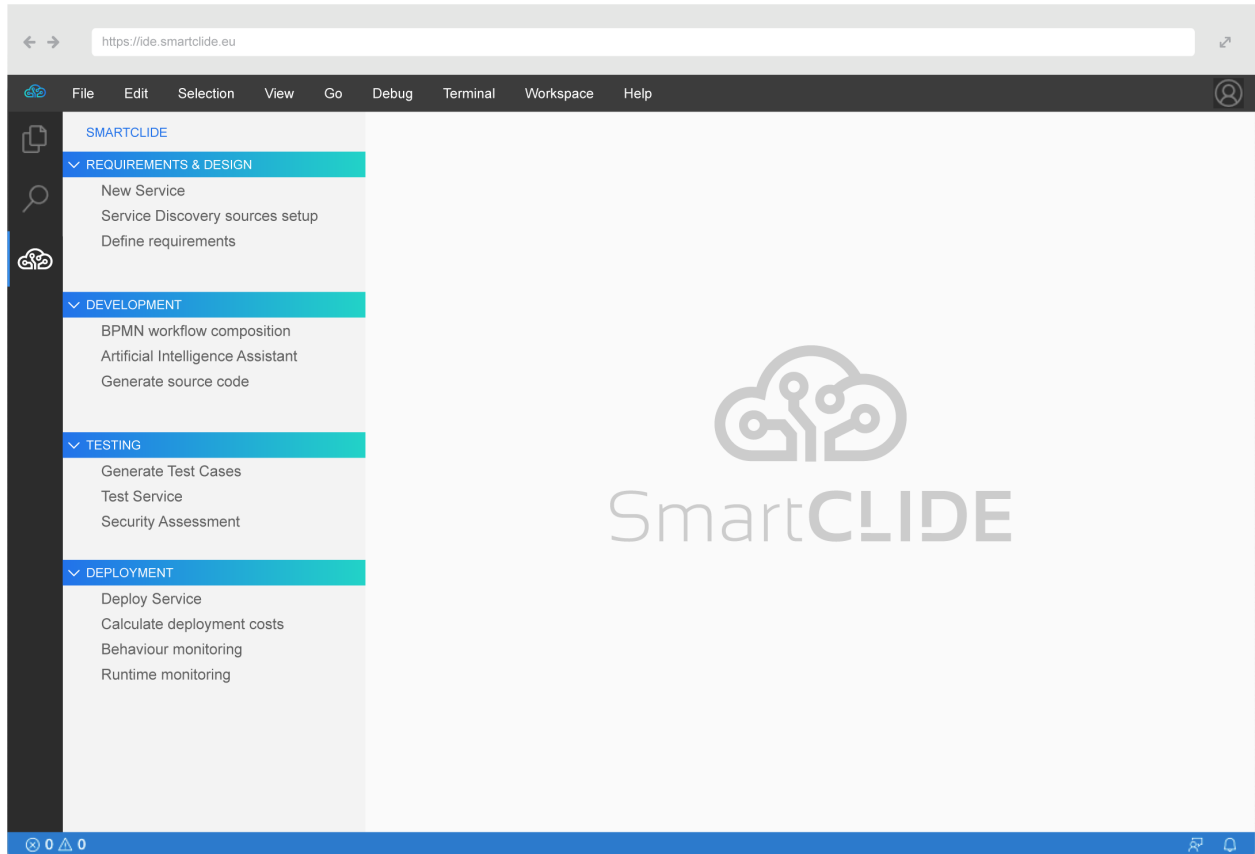 https://ide.smartclide.eu
File Edit Selection View Go Debug Terminal Workspace Help
SMARTCLIDE
REQUIREMENTS & DESIGN
New Service
Service Discovery sources setup
Define requirements
DEVELOPMENT
BPMN workflow composition
Artificial Intelligence Assistant
Generate source code
TESTING
Generate Test Cases
Test Service
Security Assessment
DEPLOYMENT
Deploy Service
Calculate deployment costs
Behaviour monitoring
Runtime monitoring
SmartCLIDE
0 0